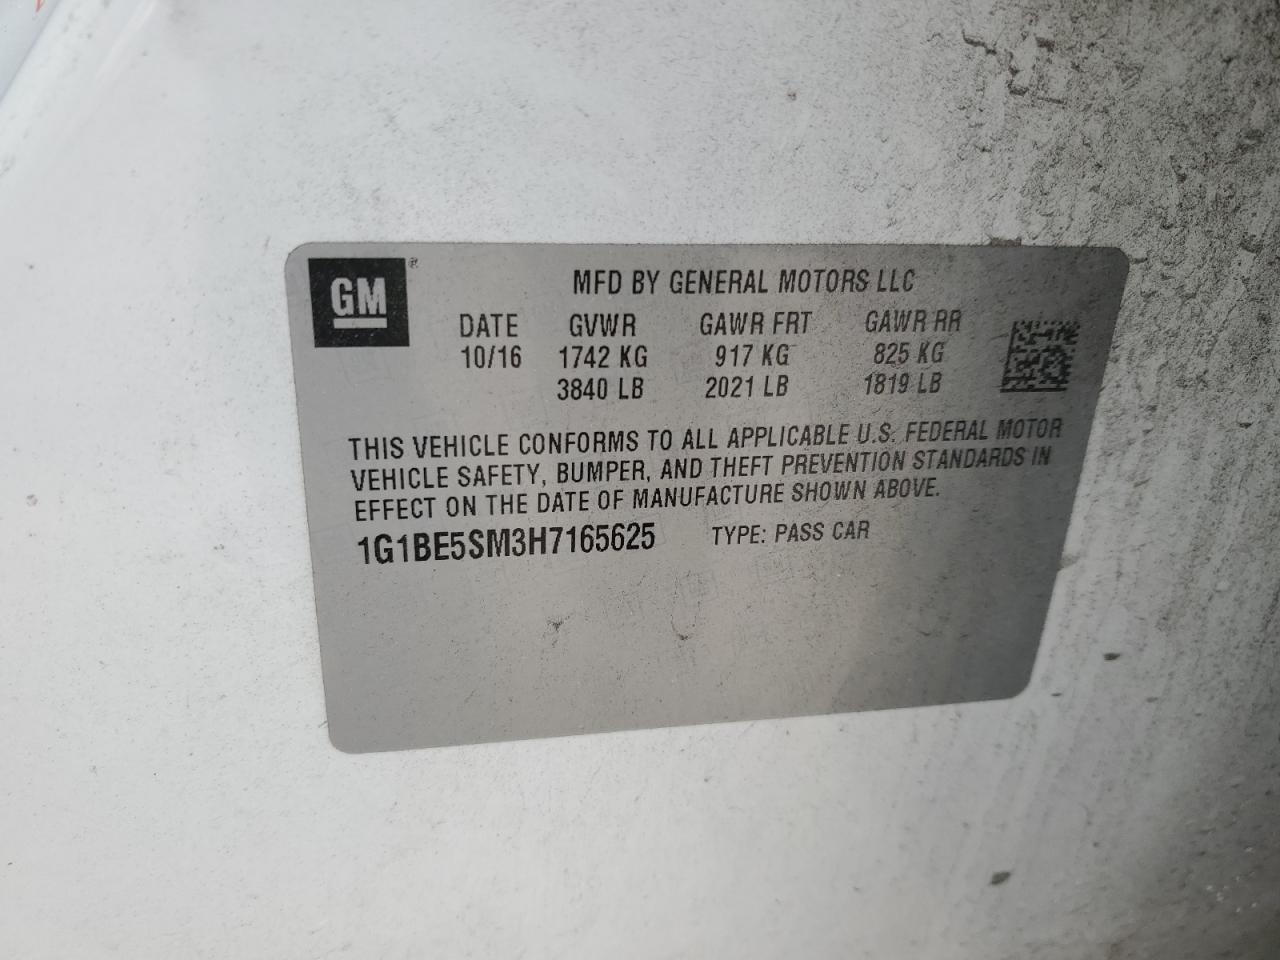 GM®
MFD BY GENERAL MOTORS LLC
DATE GVWR GAWR FRT GAWR RR
10/16 1742 KG 917 KG 825 KG
3840 LB 2021 LB 1819 LB
THIS VEHICLE CONFORMS TO ALL APPLICABLE U.S. FEDERAL MOTOR
VEHICLE SAFETY, BUMPER, AND THEFT PREVENTION STANDARDS IN
EFFECT ON THE DATE OF MANUFACTURE SHOWN ABOVE.
1G1BE5SM3H7165625 TYPE: PASS CAR